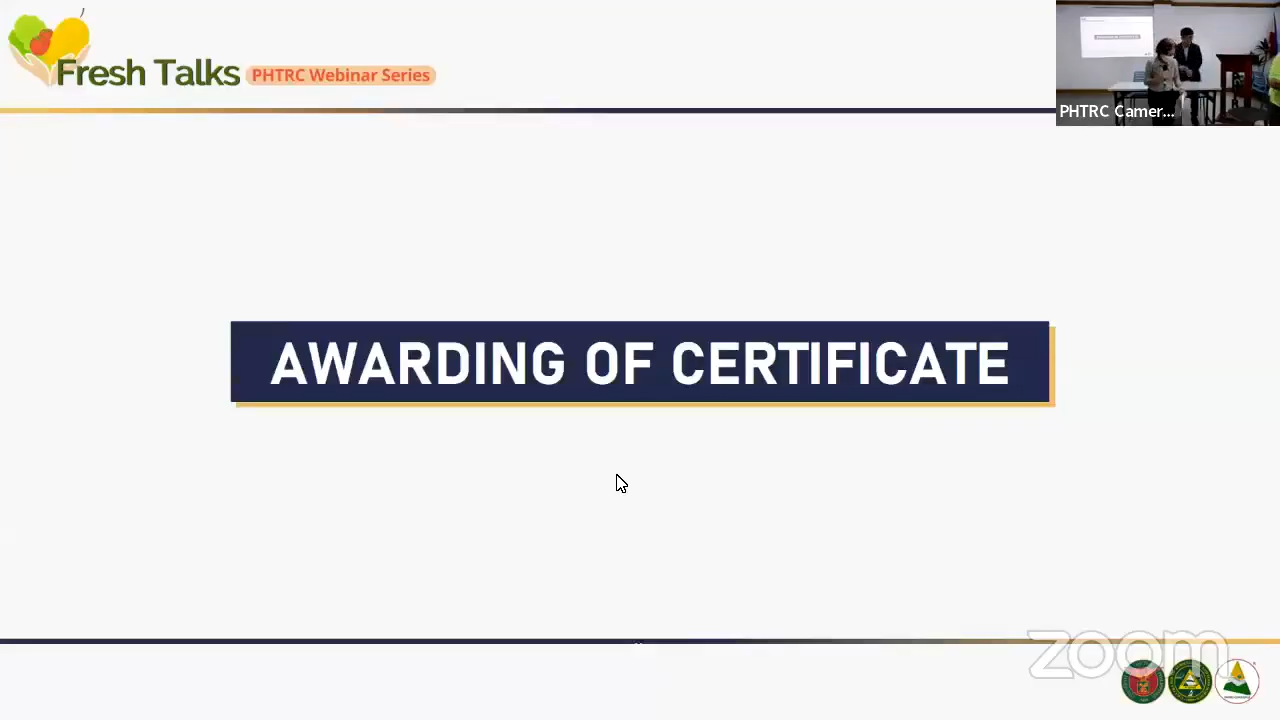 Fresh Talks
PHTRC Webinar Series
PHTRC Camer...
AWARDING OF CERTIFICATE
zoom